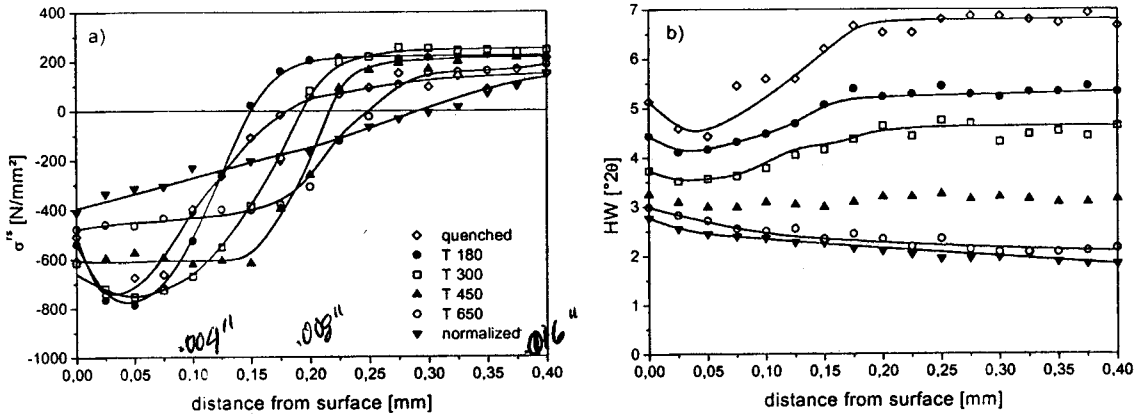 a)
400
200
0
-200
-400
-600
-800
-1000
σʳˢ [N/mm²]
quenched
T 180
T 300
T 450
T 650
normalized
.004"
.008"
.016"
0,00 0,05 0,10 0,15 0,20 0,25 0,30 0,35 0,40
distance from surface [mm]
b)
7
6
5
4
3
2
1
0
HW [°2θ]
0,00 0,05 0,10 0,15 0,20 0,25 0,30 0,35 0,40
distance from surface [mm]